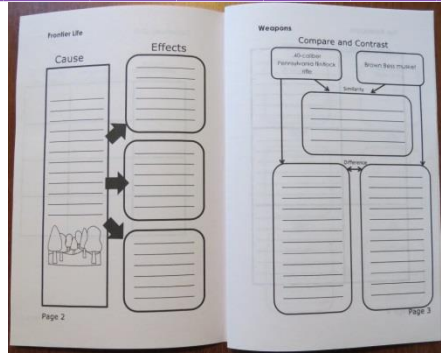 Frontier Life
Cause
Effects
Page 2
Weapons
Compare and Contrast
.40-caliber
Pennsylvania flintlock
rifle
Brown Bess musket
Similarity
Difference
Page 3